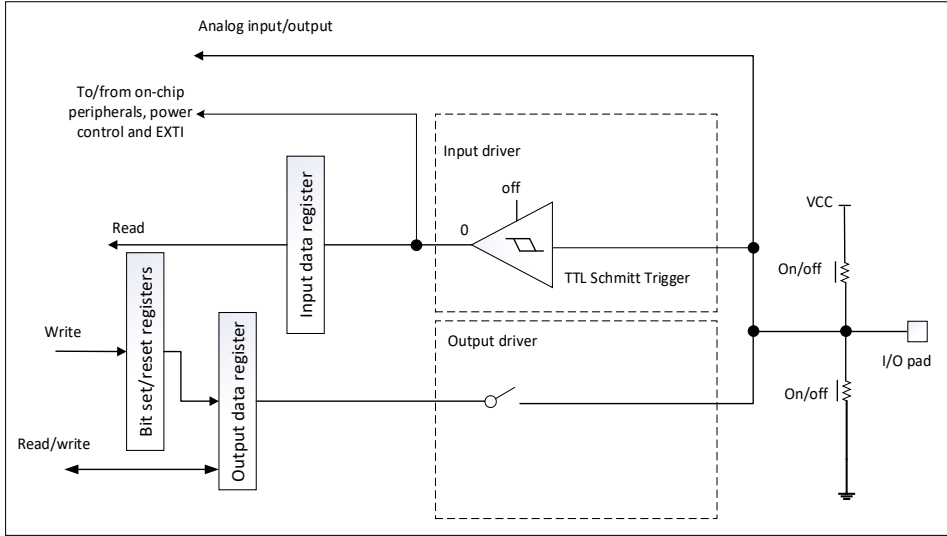 Analog input/output
To/from on-chip
peripherals, power
control and EXTI
Input driver
off
0
TTL Schmitt Trigger
VCC
On/off
Read
Input data register
Bit set/reset registers
Write
Output data register
Output driver
I/O pad
On/off
Read/write